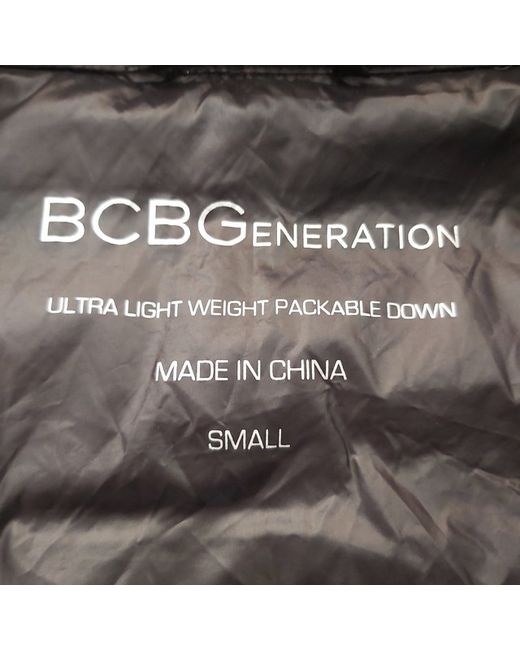 BCBGENERATION
ULTRA LIGHT WEIGHT PACKABLE DOWN
MADE IN CHINA
SMALL